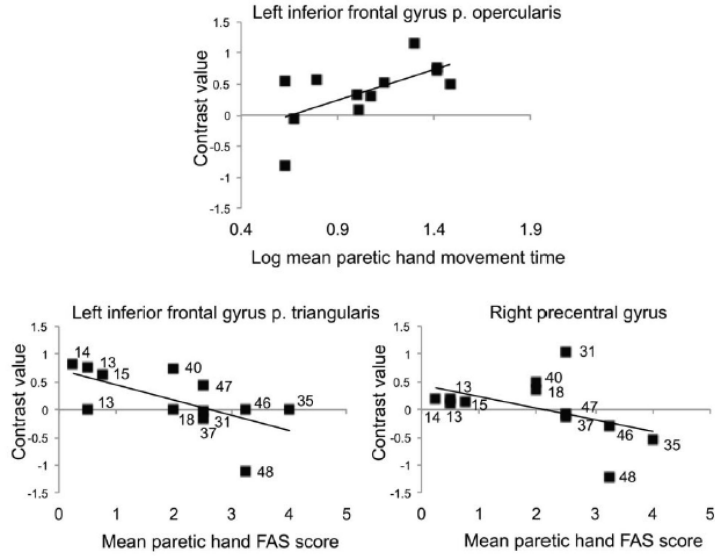 Left inferior frontal gyrus p. opercularis
1.5
1
0.5
0
-0.5
-1
-1.5
Contrast value
0.4 0.9 1.4 1.9
Log mean paretic hand movement time
Left inferior frontal gyrus p. triangularis
1.5
1
0.5
0
-0.5
-1
-1.5
Contrast value
14 13 15 40 47
13 18 31 46 35
37
48
0 1 2 3 4 5
Mean paretic hand FAS score
Right precentral gyrus
1.5
1
0.5
0
-0.5
-1
-1.5
Contrast value
31
40
13 18
14 13 15 47
37 46 35
48
0 1 2 3 4 5
Mean paretic hand FAS score